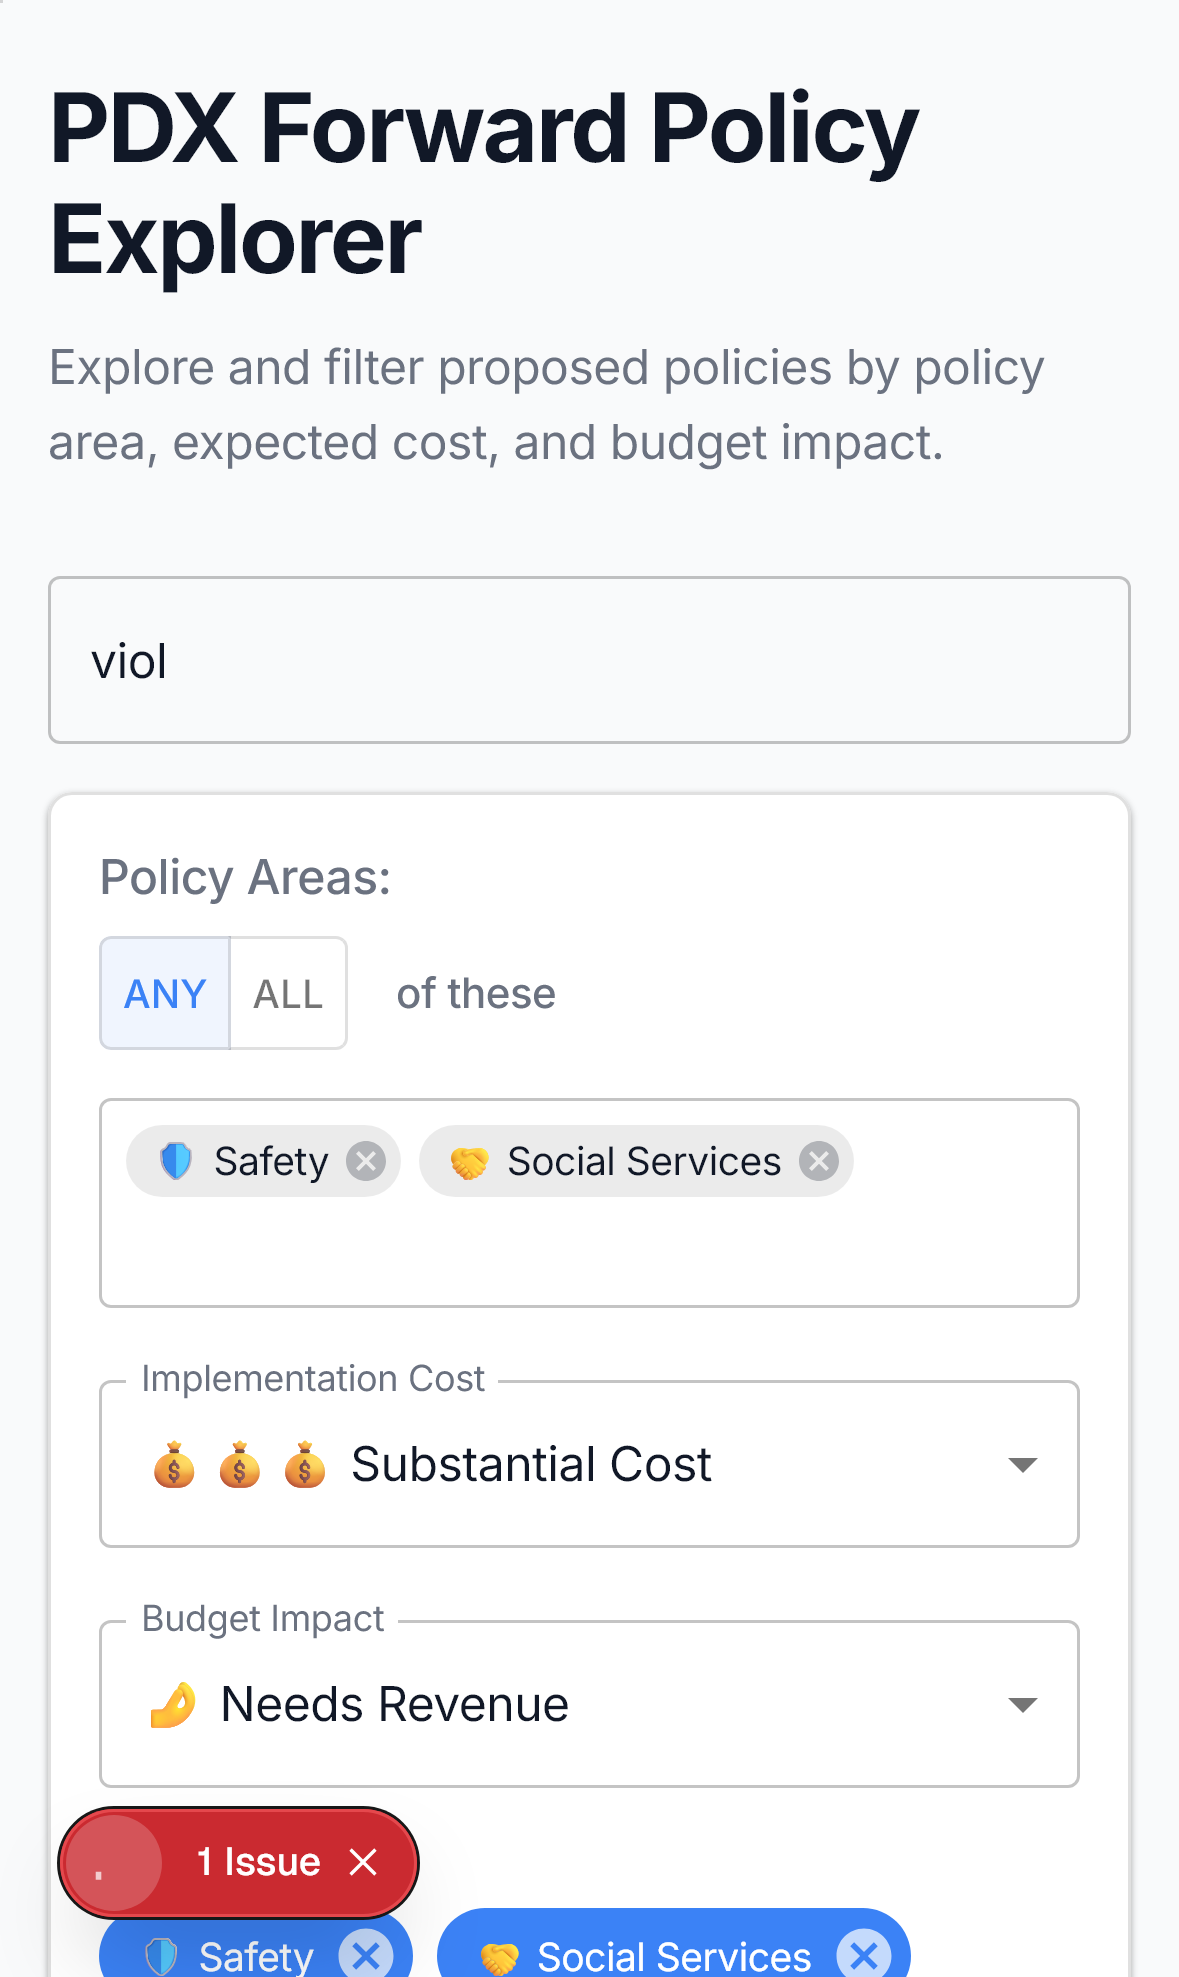 PDX Forward Policy
Explorer
Explore and filter proposed policies by policy
area, expected cost, and budget impact.
viol
Policy Areas:
ANY ALL of these
Safety Social Services
Implementation Cost
Substantial Cost
Budget Impact
Needs Revenue
1 Issue
Safety Social Services